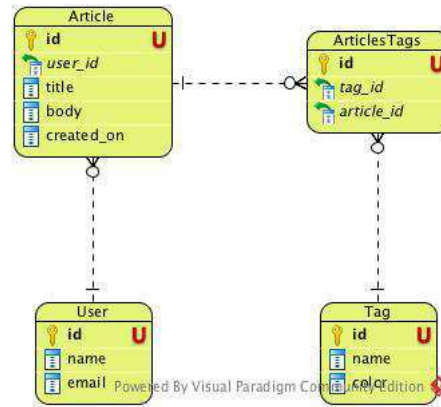 Article
id U
user_id
title
body
created_on
ArticlesTags
id U
tag_id
article_id
User
id U
name
email
Tag
id U
name
color
Powered By Visual Paradigm Community Edition